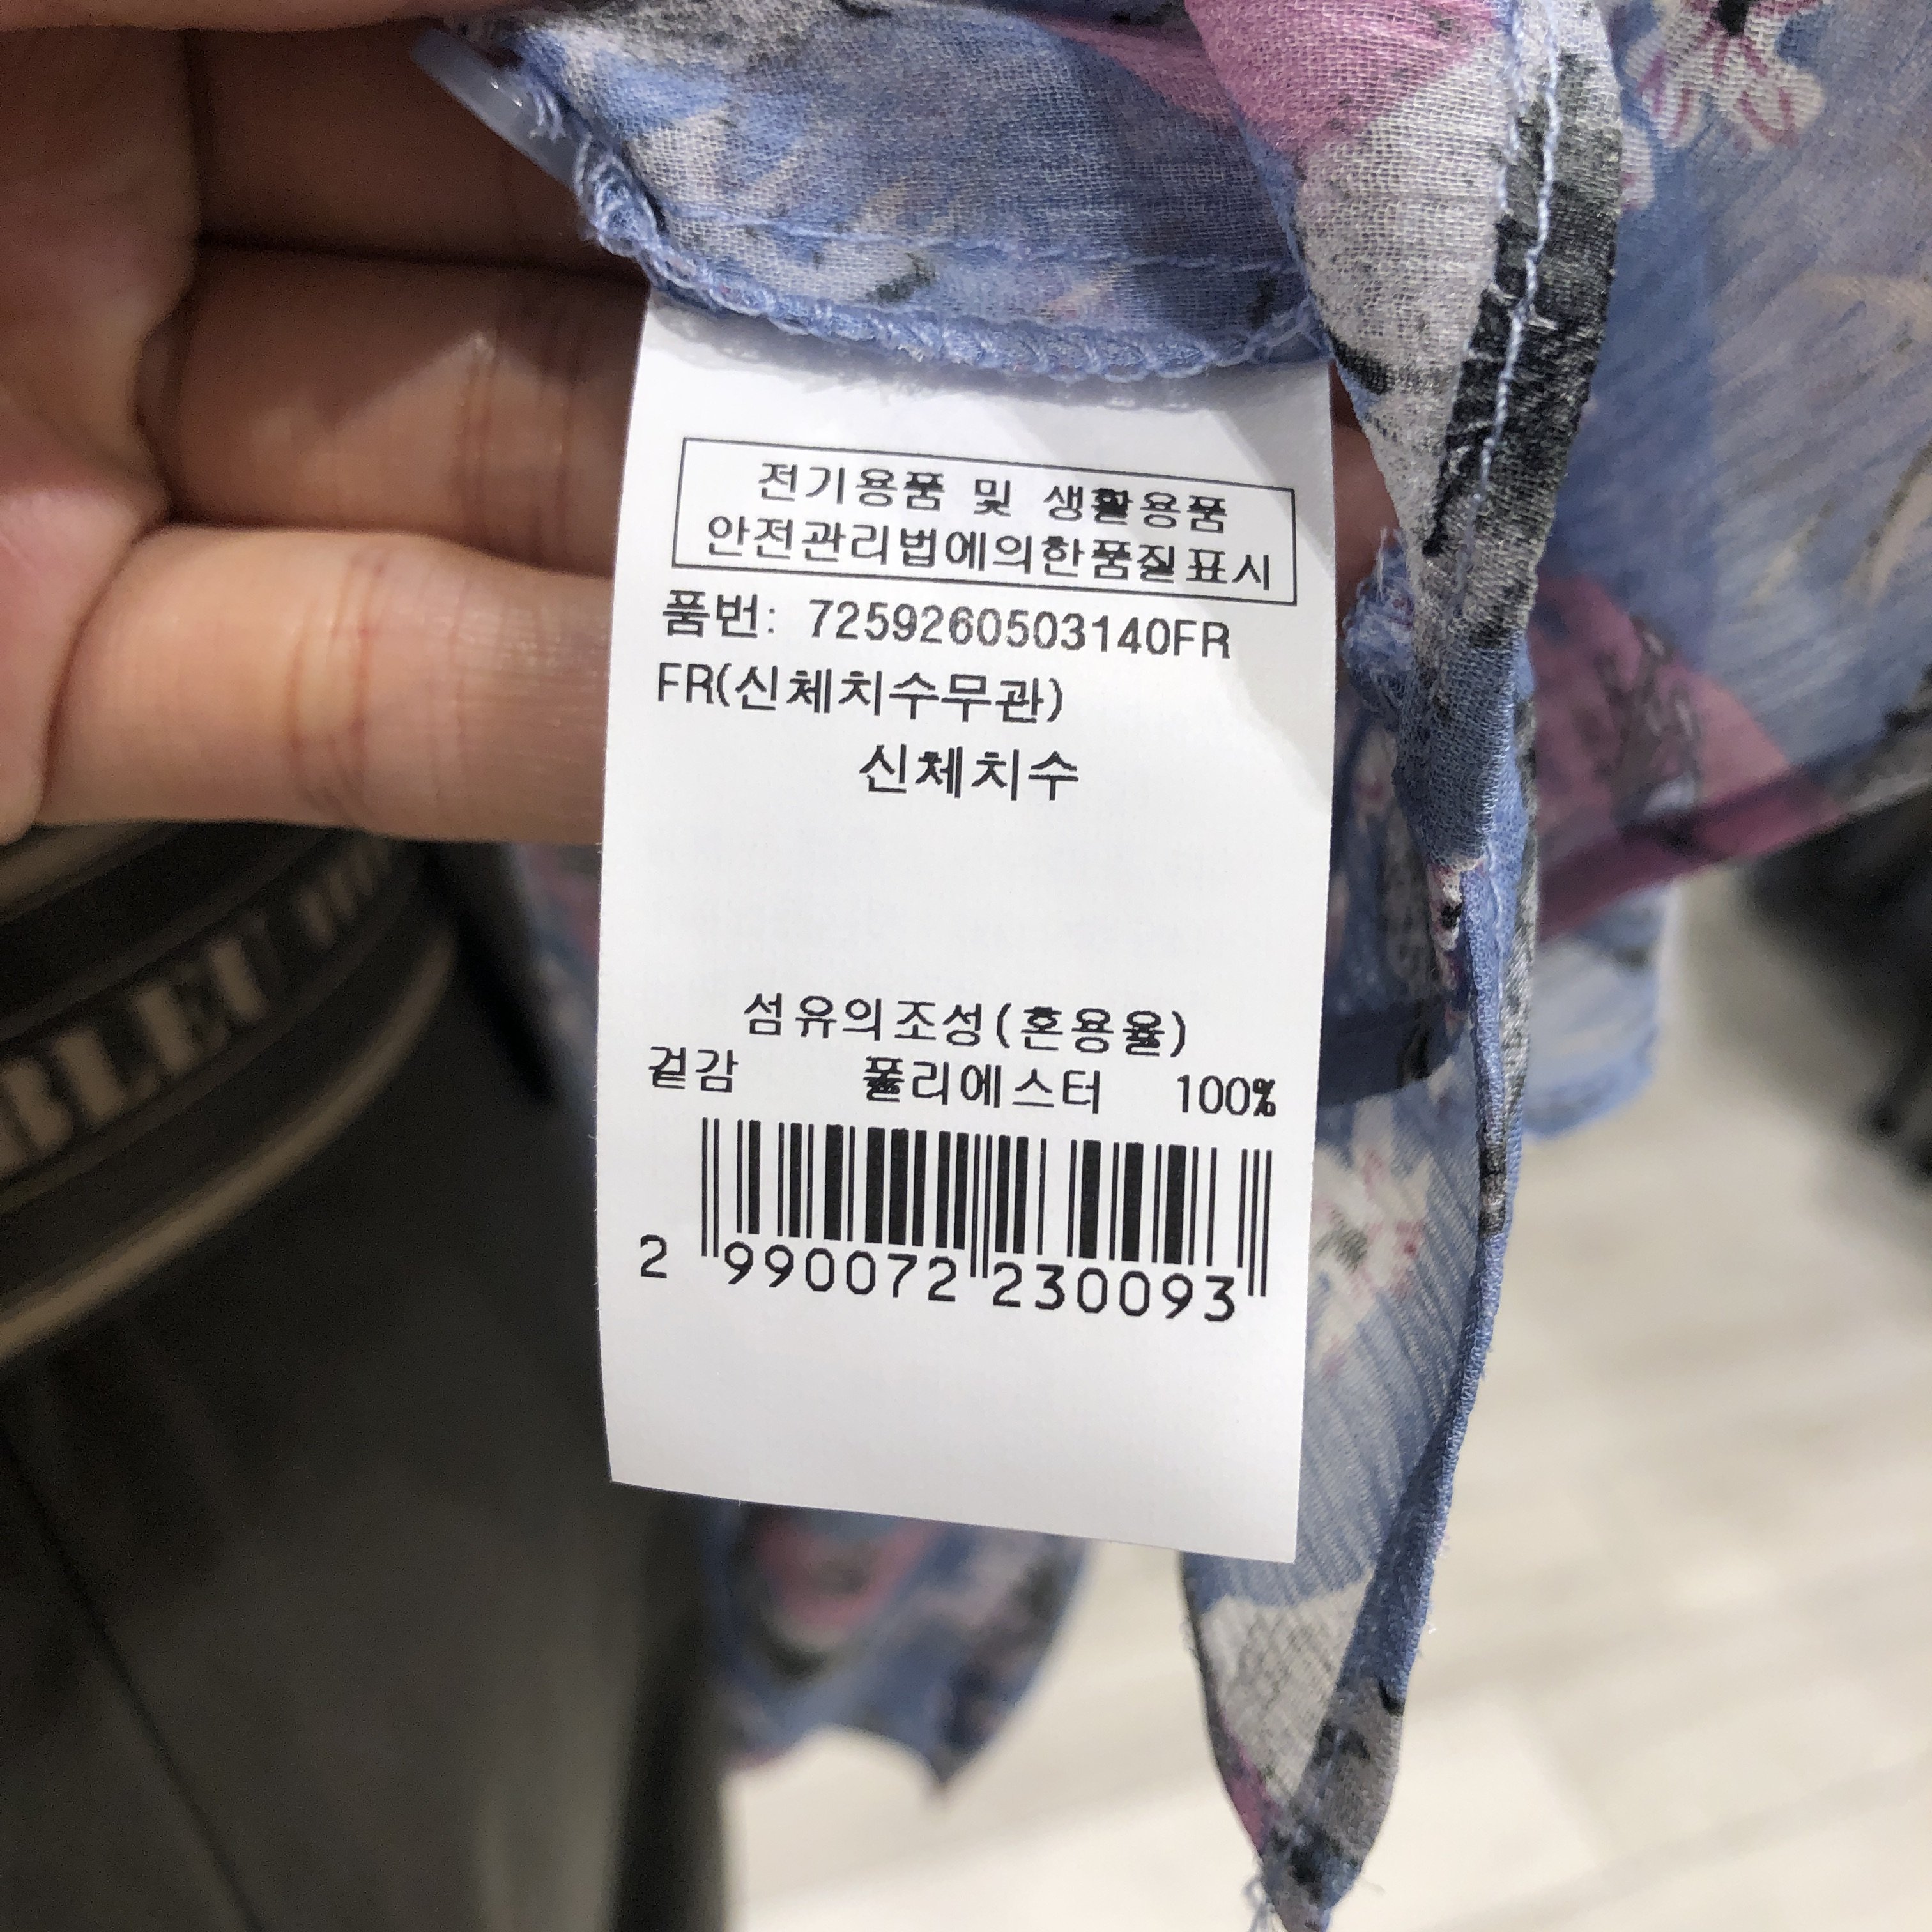 전기용품 및 생활용품
안전관리법에의한품질표시
품번: 7259260503140FR
FR(신체치수무관)
신체치수
섬유의조성(혼용율)
겉감 폴리에스터 100%
2 990072 230093
BLEU